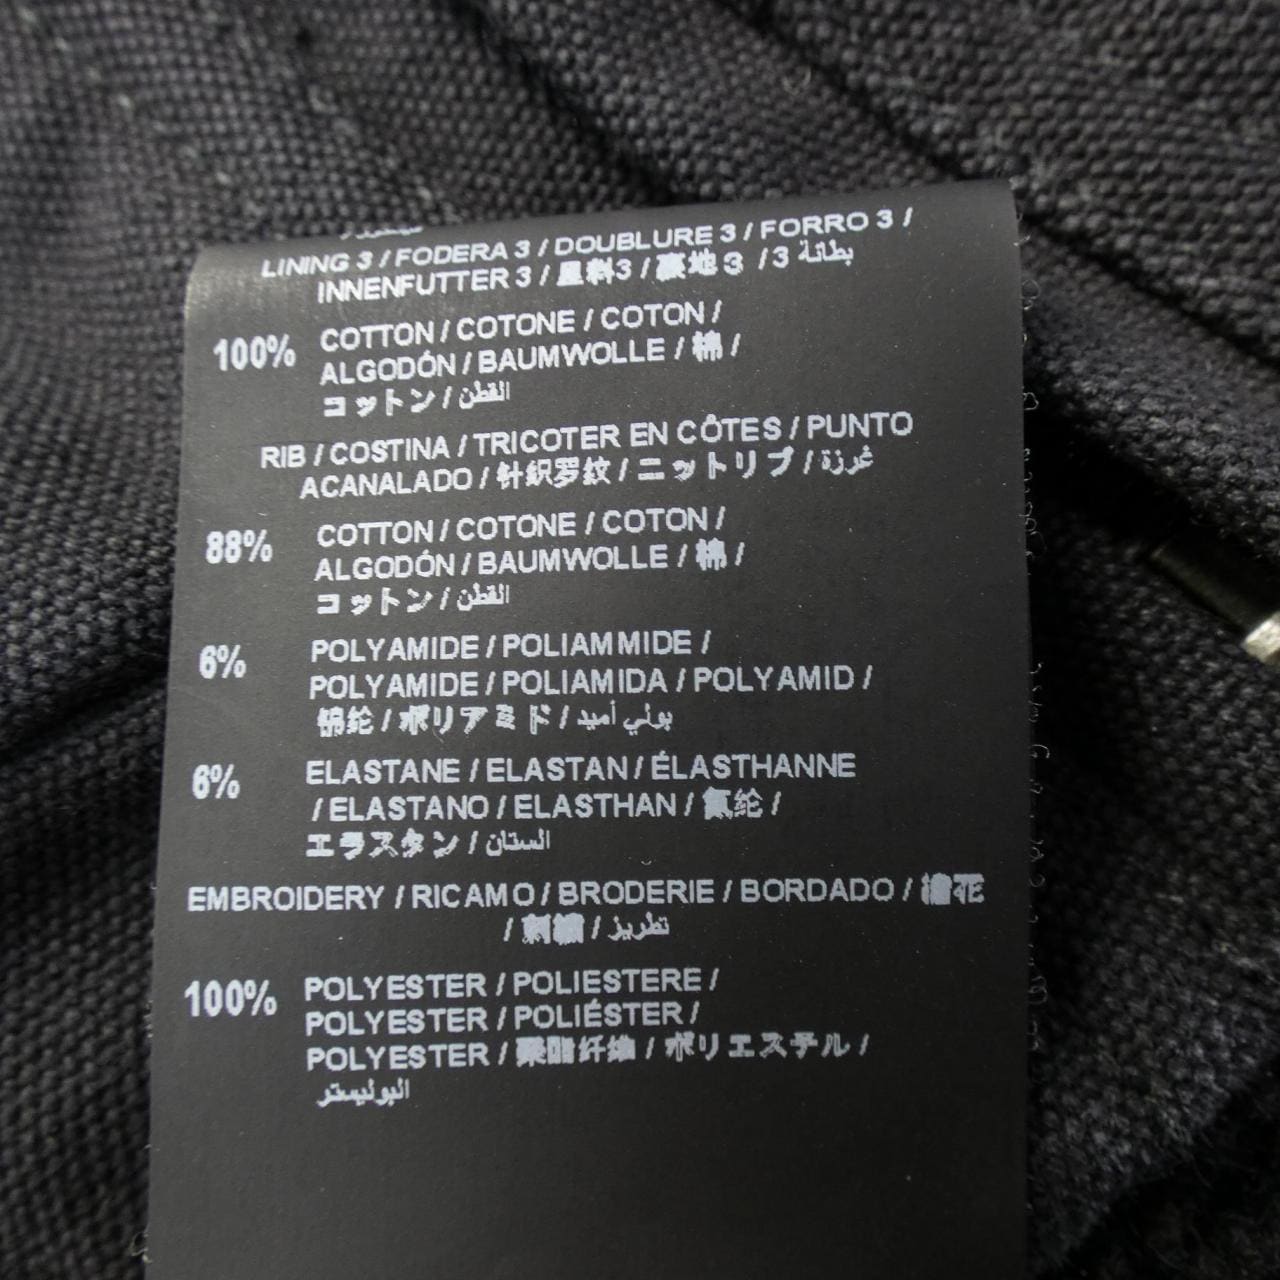 LINING 3 / FODERA 3 / DOUBLURE 3 / FORRO 3 /
INNENFUTTER 3 / 里料3 / 裏地 3 / 3 بطانة
100% COTTON / COTONE / COTON /
ALGODÓN / BAUMWOLLE / 棉 /
コットン / القطن
RIB / COSTINA / TRICOTER EN CÔTES / PUNTO
ACANALADO / 针织罗纹 / ニットリブ / غرزة
88% COTTON / COTONE / COTON /
ALGODÓN / BAUMWOLLE / 棉 /
コットン / القطن
6% POLYAMIDE / POLIAMMIDE /
POLYAMIDE / POLIAMIDA / POLYAMID /
锦纶 / ポリアミド / بولي أميد
6% ELASTANE / ELASTAN / ÉLASTHANNE
/ ELASTANO / ELASTHAN / 氨纶 /
エラスタン / الستان
EMBROIDERY / RICAMO / BRODERIE / BORDADO / 绣花
/ 刺繍 / تطريز
100% POLYESTER / POLIESTERE /
POLYESTER / POLIÉSTER /
POLYESTER / 聚酯纤维 / ポリエステル /
البوليستر